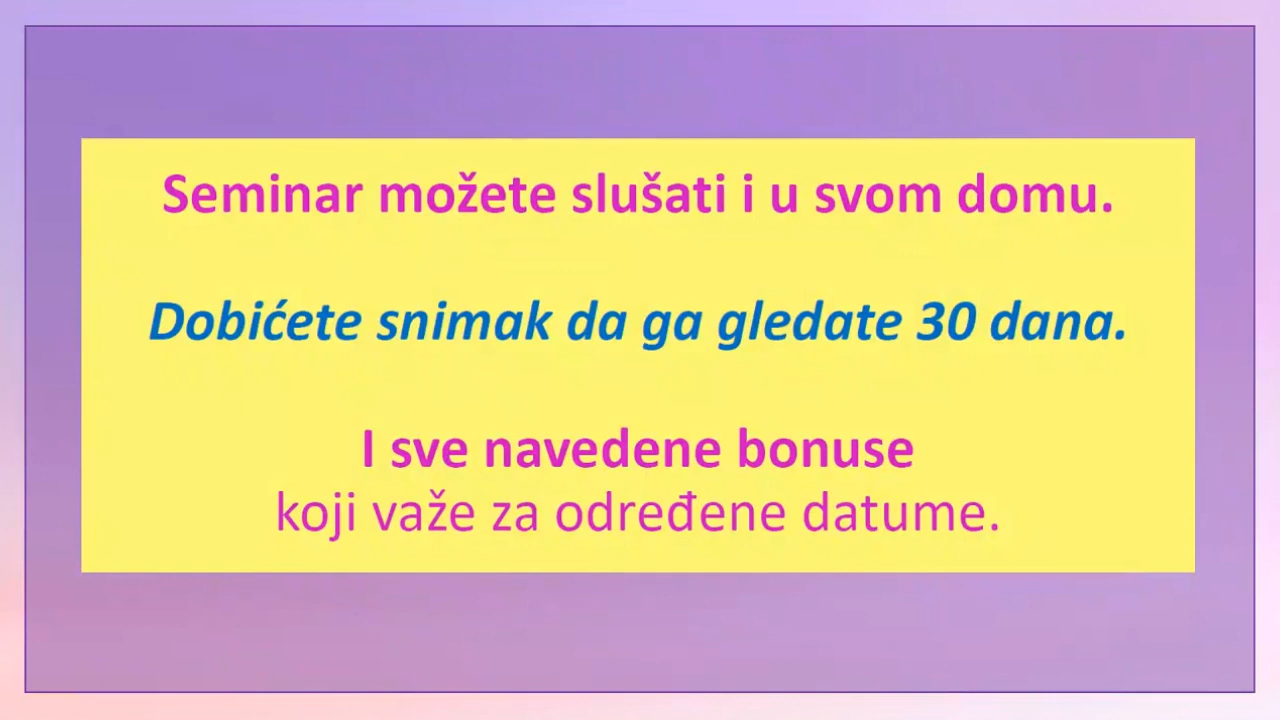 Seminar možete slušati i u svom domu.
Dobićete snimak da ga gledate 30 dana.
I sve navedene bonuse
koji važe za određene datume.